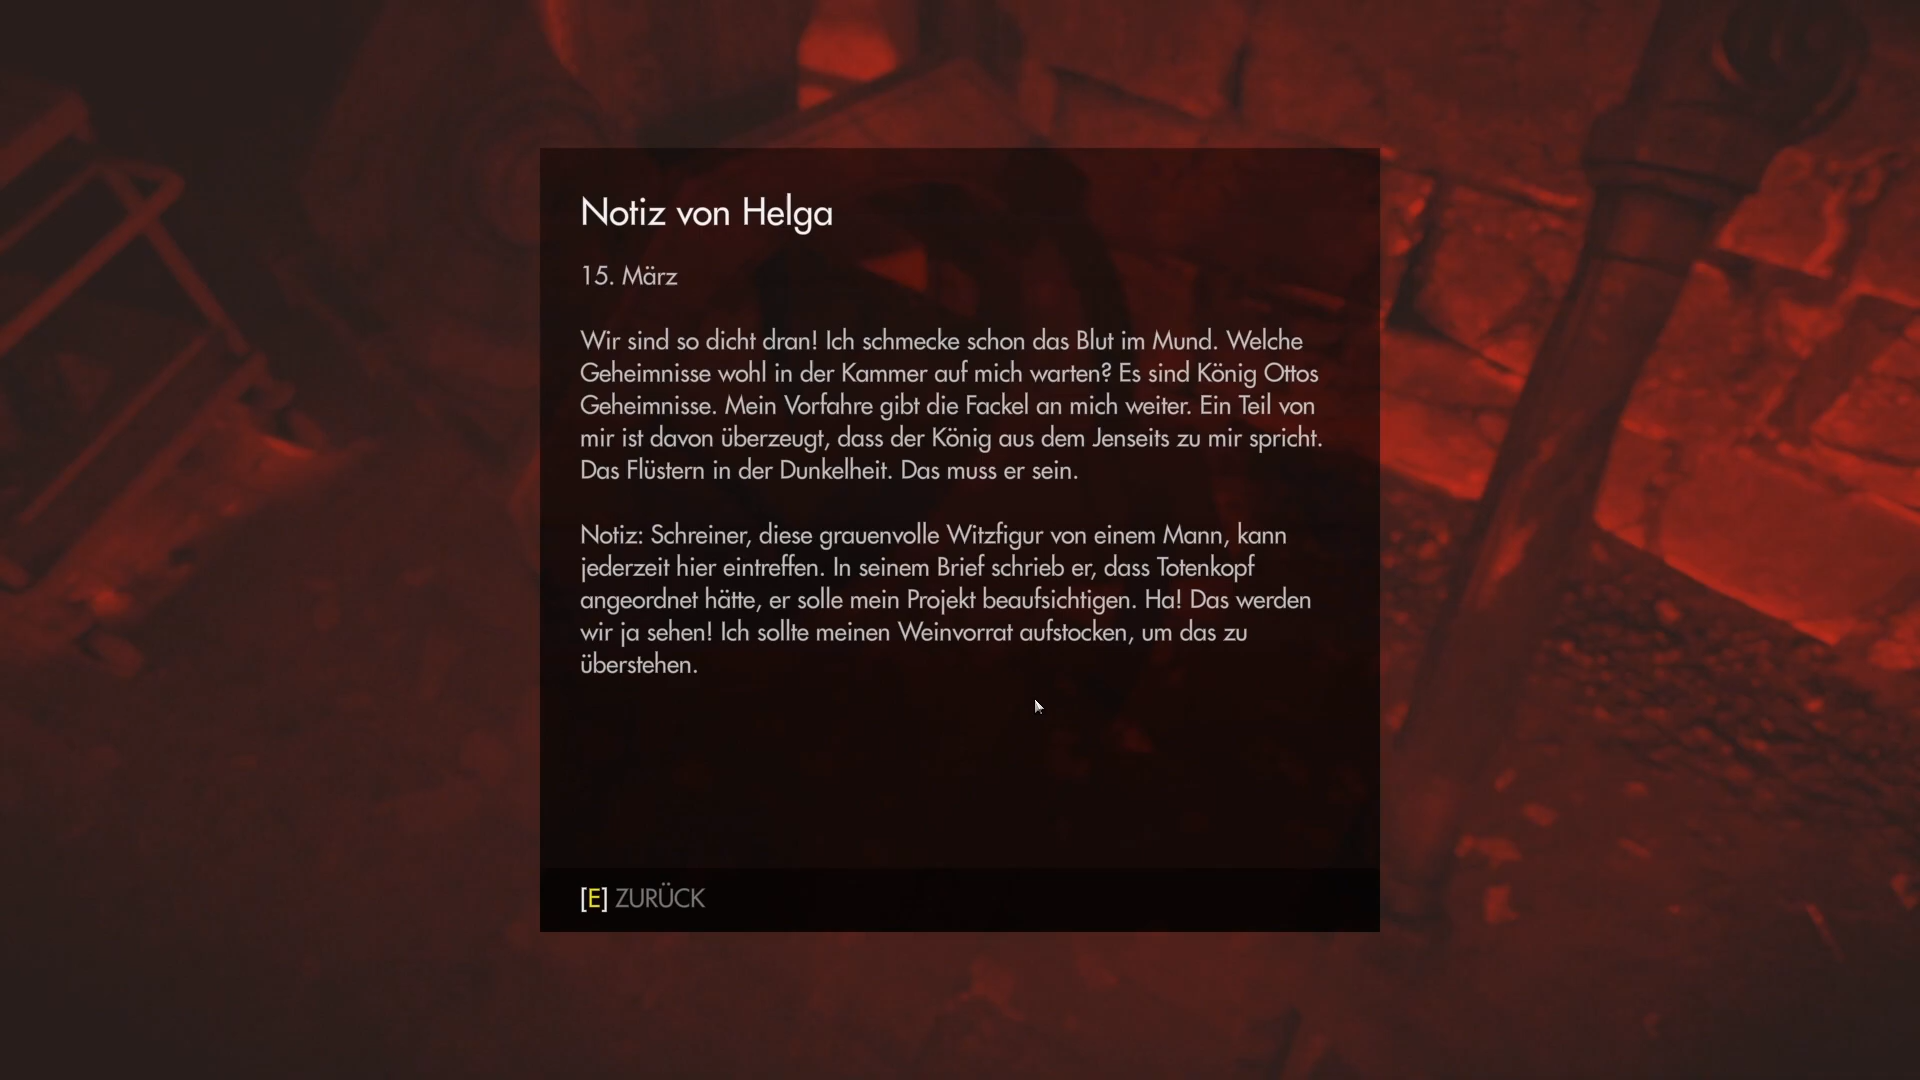 Notiz von Helga
15. März
Wir sind so dicht dran! Ich schmecke schon das Blut im Mund. Welche
Geheimnisse wohl in der Kammer auf mich warten? Es sind König Ottos
Geheimnisse. Mein Vorfahre gibt die Fackel an mich weiter. Ein Teil von
mir ist davon überzeugt, dass der König aus dem Jenseits zu mir spricht.
Das Flüstern in der Dunkelheit. Das muss er sein.
Notiz: Schreiner, diese grauenvolle Witzfigur von einem Mann, kann
jederzeit hier eintreffen. In seinem Brief schrieb er, dass Totenkopf
angeordnet hätte, er solle mein Projekt beaufsichtigen. Ha! Das werden
wir ja sehen! Ich sollte meinen Weinvorrat aufstocken, um das zu
überstehen.
[E] ZURÜCK